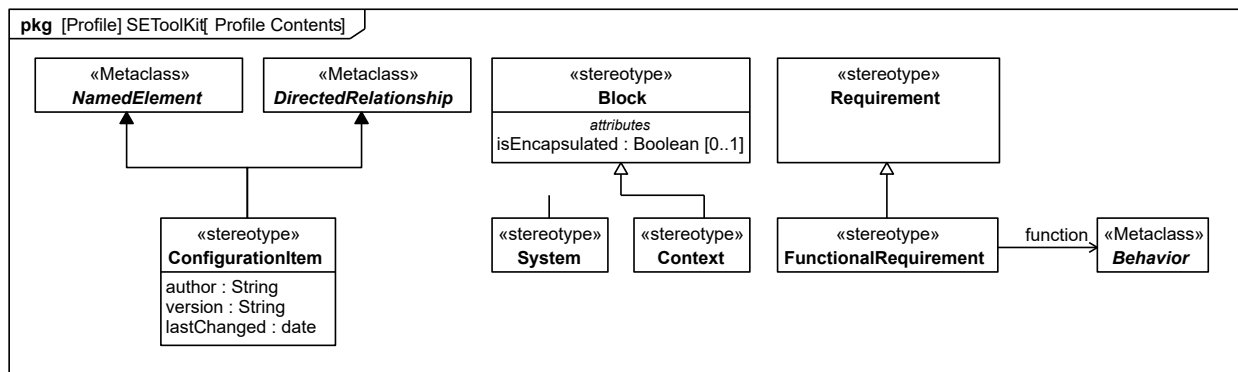 pkg [Profile] SEToolKit[ Profile Contents]
«Metaclass»
NamedElement
«Metaclass»
DirectedRelationship
«stereotype»
Block
attributes
isEncapsulated : Boolean [0..1]
«stereotype»
Requirement
«stereotype»
ConfigurationItem
author : String
version : String
lastChanged : date
«stereotype»
System
«stereotype»
Context
«stereotype»
FunctionalRequirement
function
«Metaclass»
Behavior